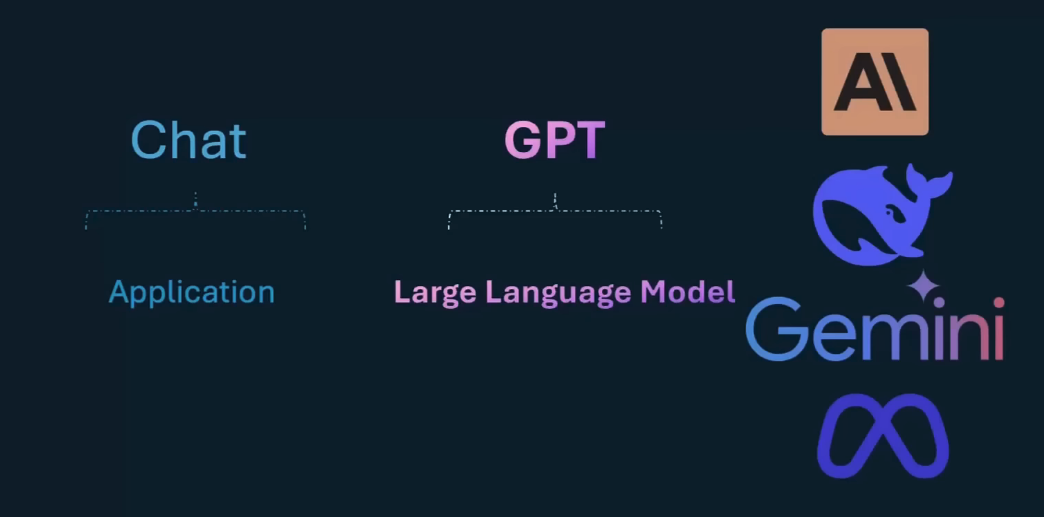 Chat
GPT
Application
Large Language Model
AI
Gemini